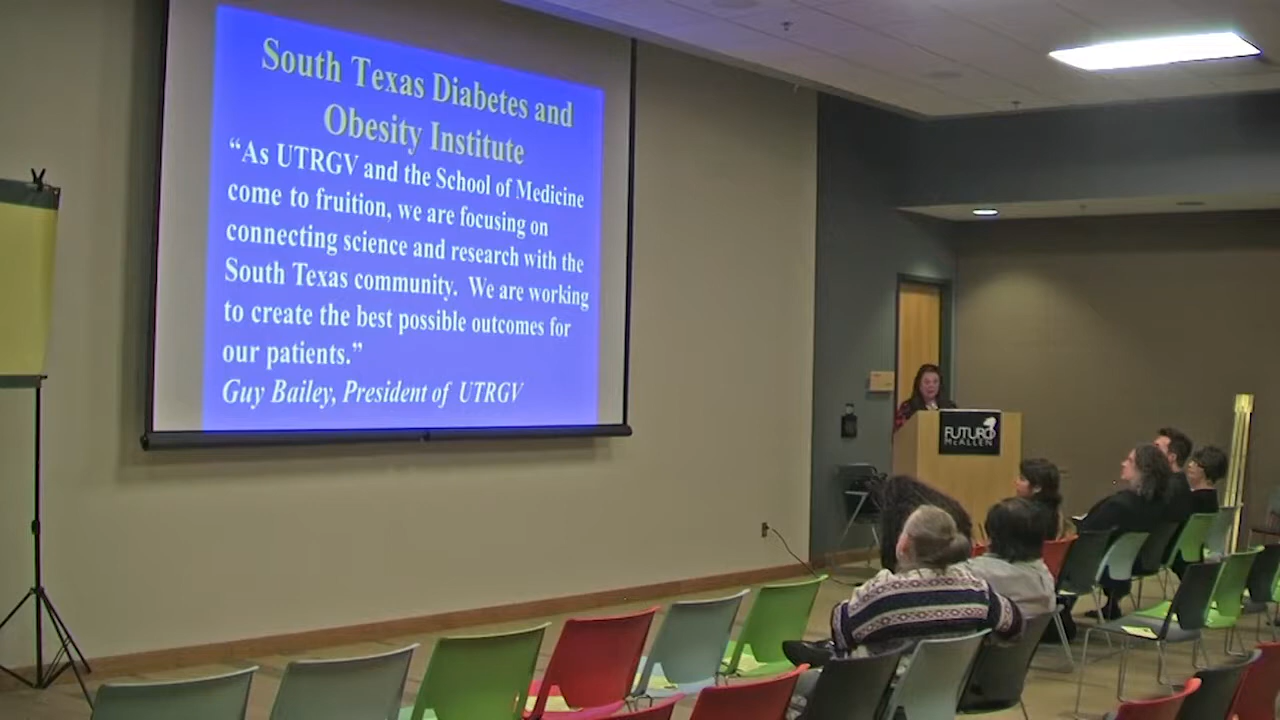 South Texas Diabetes and
Obesity Institute
“As UTRGV and the School of Medicine
come to fruition, we are focusing on
connecting science and research with the
South Texas community.  We are working
to create the best possible outcomes for
our patients.”
Guy Bailey, President of UTRGV
FUTURO
McALLEN